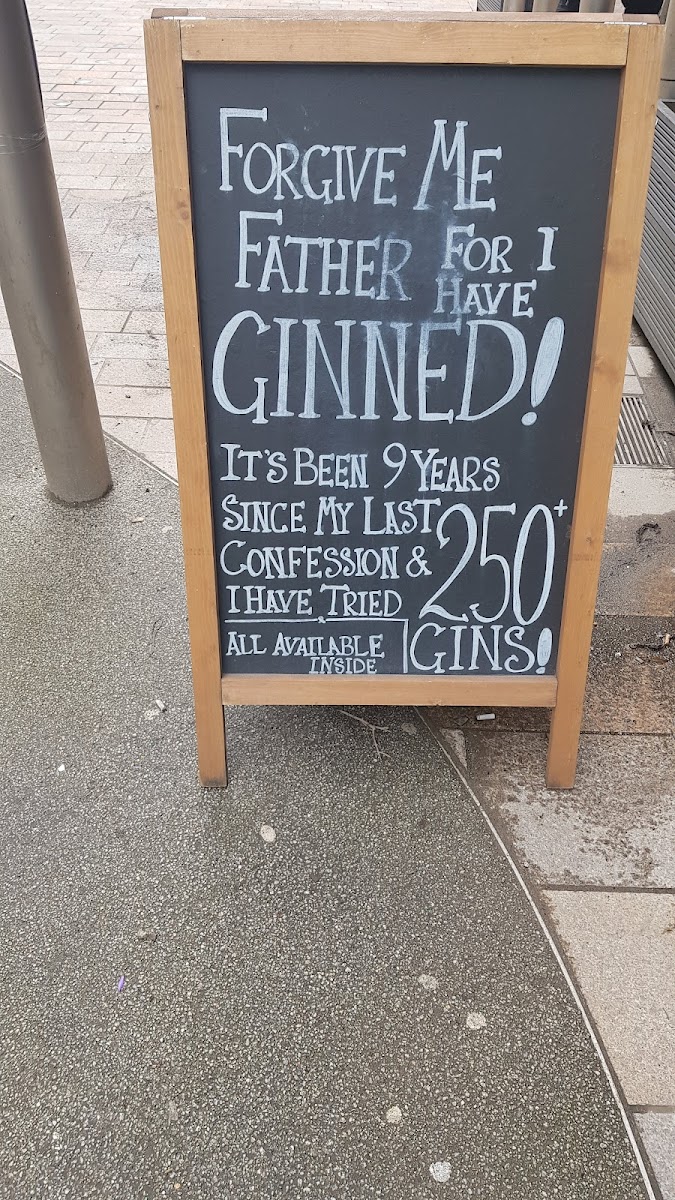 FORGIVE ME
FATHER FOR I
HAVE
GINNED!
IT'S BEEN 9 YEARS
SINCE MY LAST
CONFESSION &
I HAVE TRIED
250+
GINS!
ALL AVAILABLE
INSIDE